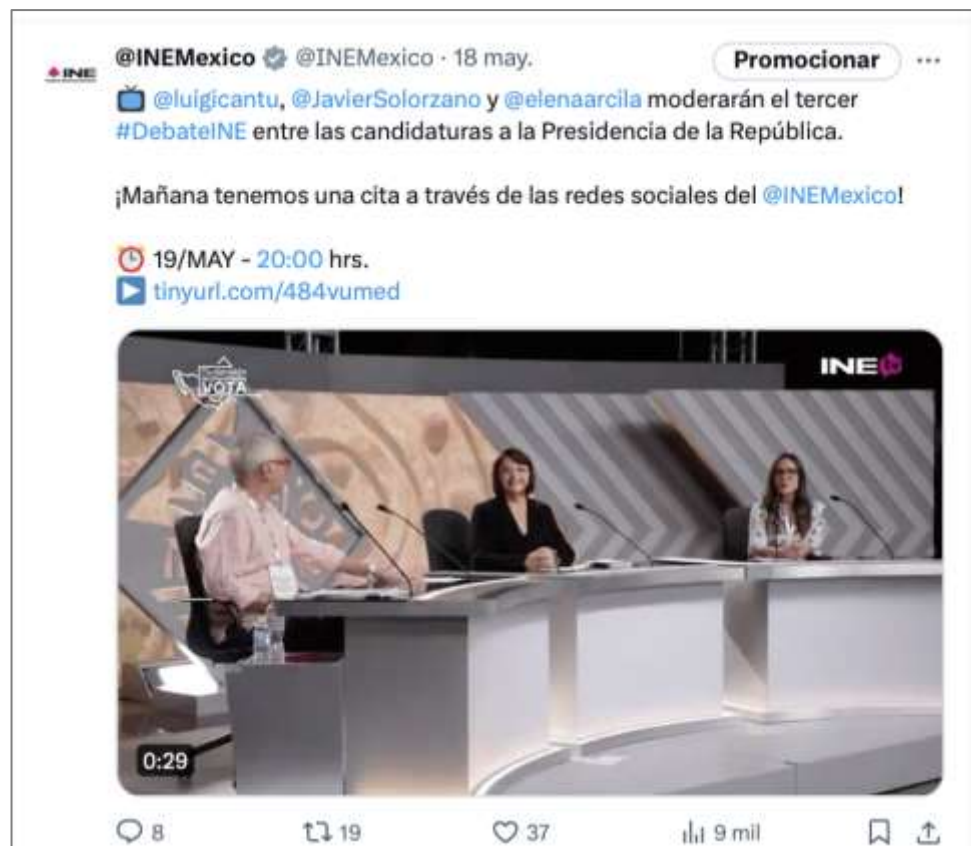 INE
@INEMexico @INEMexico · 18 may.
Promocionar
@luigicantu, @JavierSolorzano y @elenaarcila moderarán el tercer
#DebateINE entre las candidaturas a la Presidencia de la República.
¡Mañana tenemos una cita a través de las redes sociales del @INEMexico!
19/MAY - 20:00 hrs.
tinyurl.com/484vumed
VOTA
INE
0:29
8
19
37
9 mil